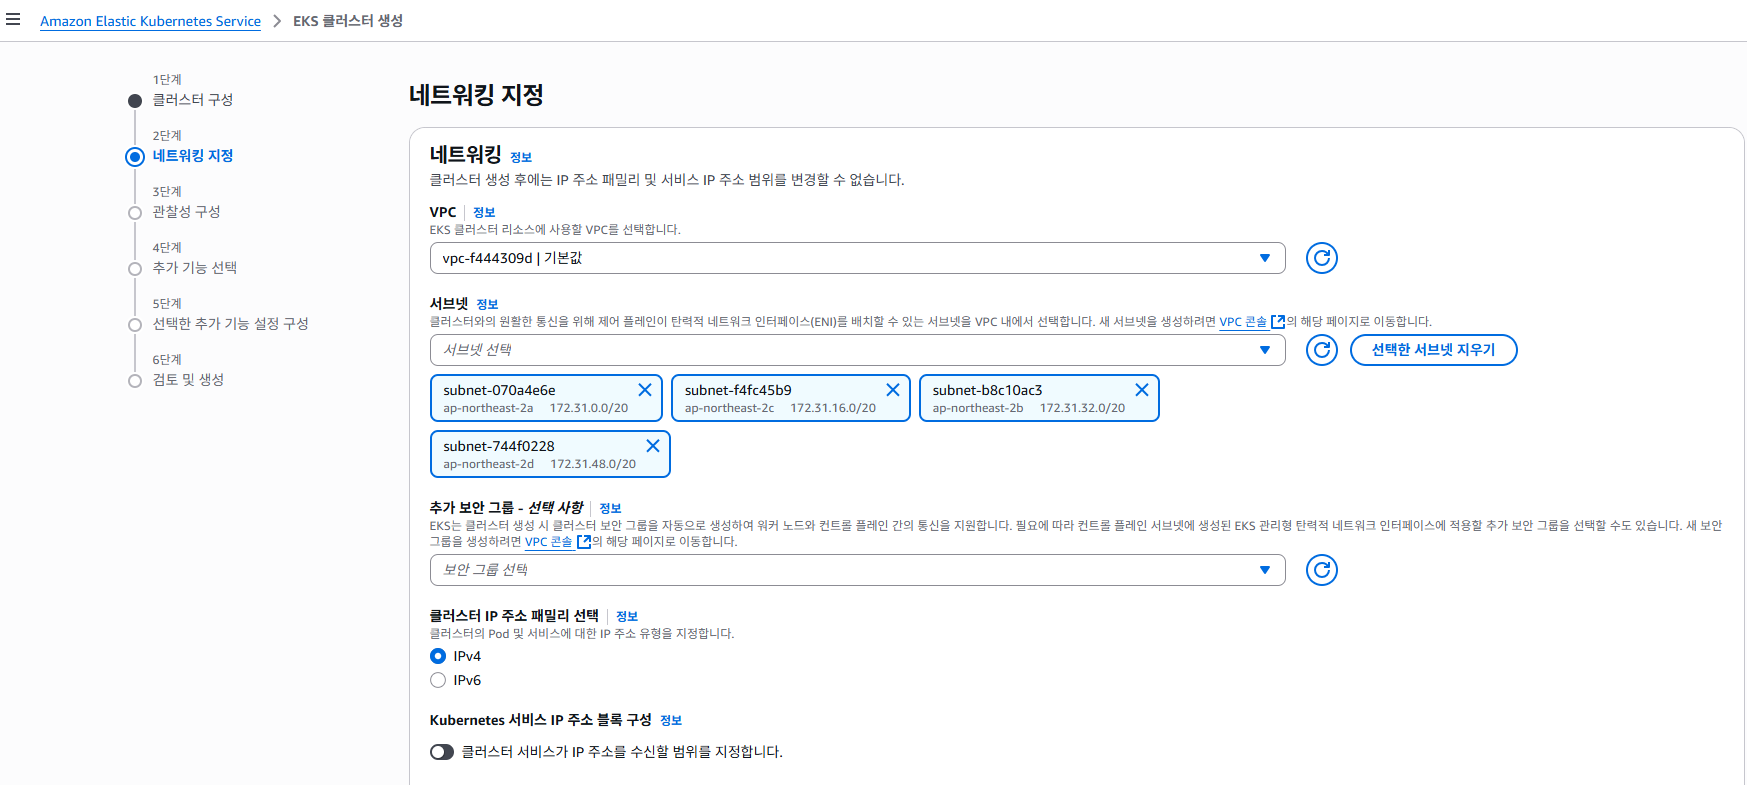 Amazon Elastic Kubernetes Service > EKS 클러스터 생성
1단계
클러스터 구성
2단계
네트워킹 지정
3단계
관찰성 구성
4단계
추가 기능 선택
5단계
선택한 추가 기능 설정 구성
6단계
검토 및 생성
네트워킹 지정
네트워킹 정보
클러스터 생성 후에는 IP 주소 패밀리 및 서비스 IP 주소 범위를 변경할 수 없습니다.
VPC 정보
EKS 클러스터 리소스에 사용할 VPC를 선택합니다.
vpc-f444309d | 기본값
서브넷 정보
클러스터와의 원활한 통신을 위해 제어 플레인이 탄력적 네트워크 인터페이스(ENI)를 배치할 수 있는 서브넷을 VPC 내에서 선택합니다. 새 서브넷을 생성하려면 VPC 콘솔 의 해당 페이지로 이동합니다.
서브넷 선택
선택한 서브넷 지우기
subnet-070a4e6e
ap-northeast-2a 172.31.0.0/20
subnet-f4fc45b9
ap-northeast-2c 172.31.16.0/20
subnet-b8c10ac3
ap-northeast-2b 172.31.32.0/20
subnet-744f0228
ap-northeast-2d 172.31.48.0/20
추가 보안 그룹 - 선택 사항 정보
EKS는 클러스터 생성 시 클러스터 보안 그룹을 자동으로 생성하여 워커 노드와 컨트롤 플레인 간의 통신을 지원합니다. 필요에 따라 컨트롤 플레인 서브넷에 생성된 EKS 관리형 탄력적 네트워크 인터페이스에 적용할 추가 보안 그룹을 선택할 수도 있습니다. 새 보안
그룹을 생성하려면 VPC 콘솔 의 해당 페이지로 이동합니다.
보안 그룹 선택
클러스터 IP 주소 패밀리 선택 정보
클러스터의 Pod 및 서비스에 대한 IP 주소 유형을 지정합니다.
IPv4
IPv6
Kubernetes 서비스 IP 주소 블록 구성 정보
클러스터 서비스가 IP 주소를 수신할 범위를 지정합니다.